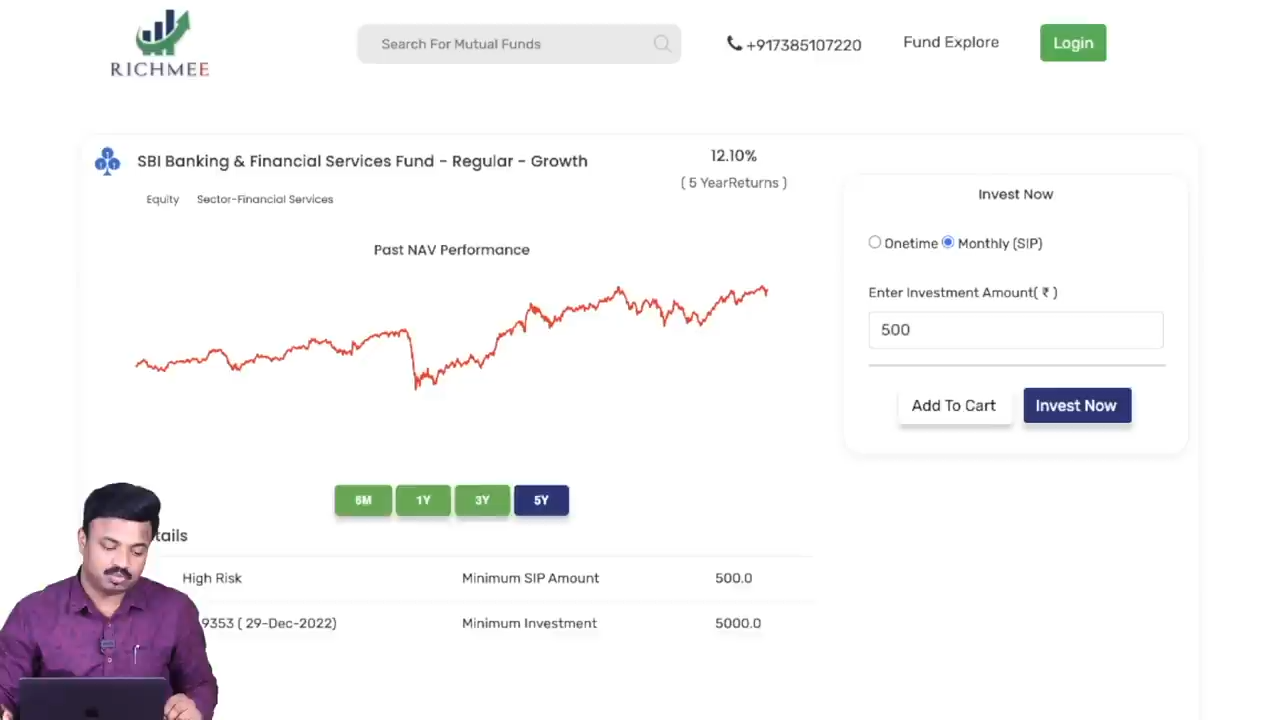 RICHMEE
Search For Mutual Funds
+917385107220
Fund Explore
Login
SBI Banking & Financial Services Fund - Regular - Growth
12.10%
( 5 YearReturns )
Equity Sector-Financial Services
Invest Now
Onetime Monthly (SIP)
Past NAV Performance
Enter Investment Amount( ₹ )
500
Add To Cart Invest Now
6M 1Y 3Y 5Y
tails
High Risk Minimum SIP Amount 500.0
9353 ( 29-Dec-2022) Minimum Investment 5000.0